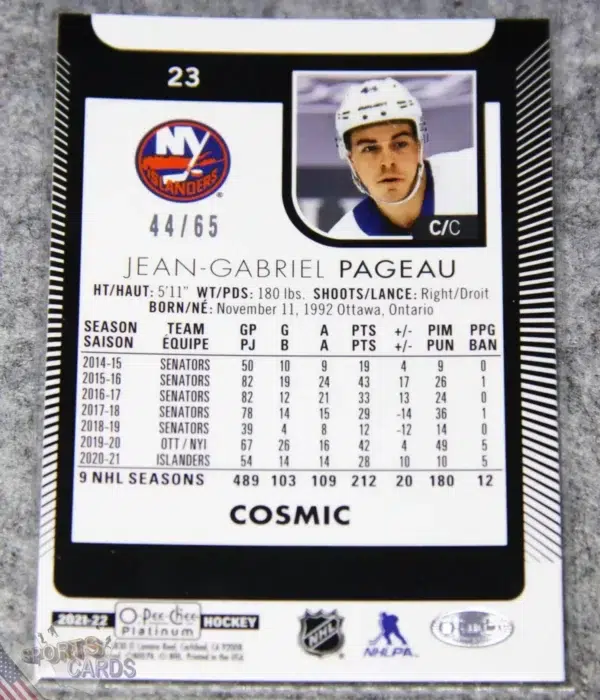 23
NY
ISLANDERS
44/65
C/C
JEAN-GABRIEL PAGEAU
HT/HAUT: 5'11" WT/PDS: 180 lbs. SHOOTS/LANCE: Right/Droit
BORN/NÉ: November 11, 1992 Ottawa, Ontario
SEASON TEAM GP G A PTS +/- PIM PPG
SAISON ÉQUIPE PJ B A PTS +/- PUN BAN
2014-15 SENATORS 50 10 9 19 4 9 0
2015-16 SENATORS 82 19 24 43 17 26 1
2016-17 SENATORS 82 12 21 33 13 24 0
2017-18 SENATORS 78 14 15 29 -14 36 1
2018-19 SENATORS 39 4 8 12 -12 14 0
2019-20 OTT / NYI 67 26 16 42 4 49 5
2020-21 ISLANDERS 54 14 14 28 10 10 5
9 NHL SEASONS 489 103 109 212 20 180 12
COSMIC
2021-22 O-Pee-Chee Platinum HOCKEY
NHL
NHLPA
SPORTS CARDS